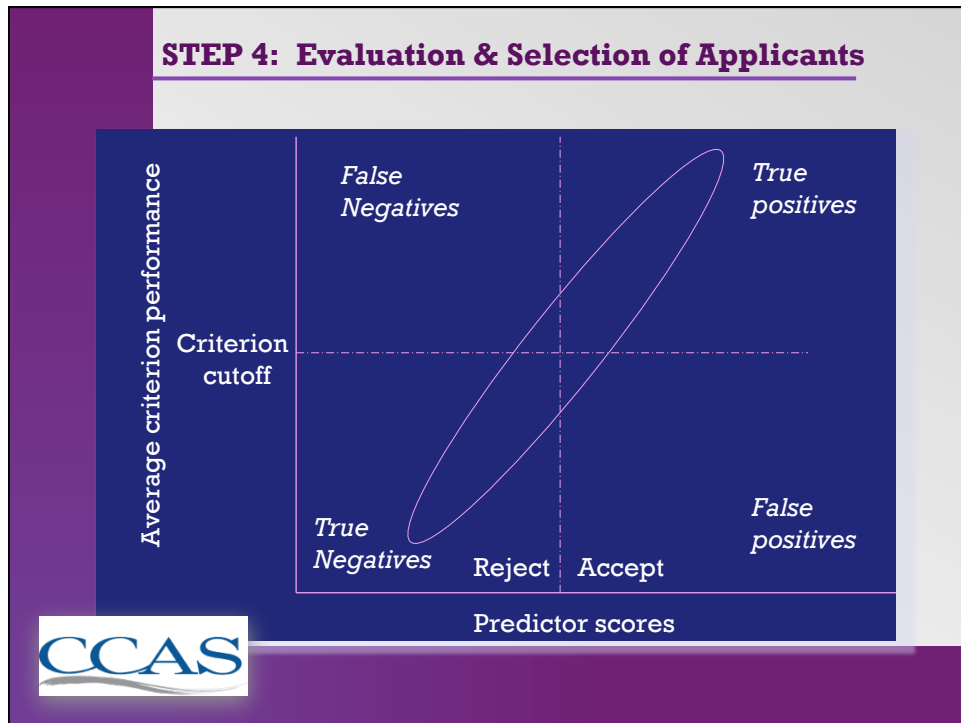 STEP 4: Evaluation & Selection of Applicants
Average criterion performance
False
Negatives
True
positives
Criterion
cutoff
True
Negatives
False
positives
Reject
Accept
Predictor scores
CCAS